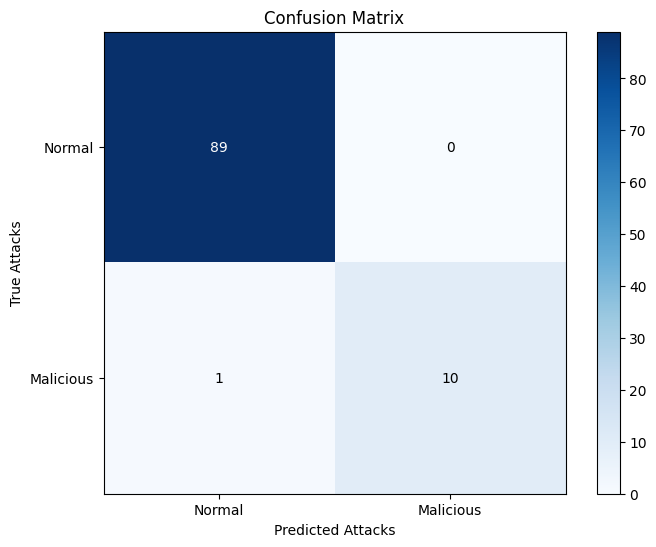 Confusion Matrix
True Attacks
Normal
89
0
Malicious
1
10
Normal
Malicious
Predicted Attacks
80
70
60
50
40
30
20
10
0